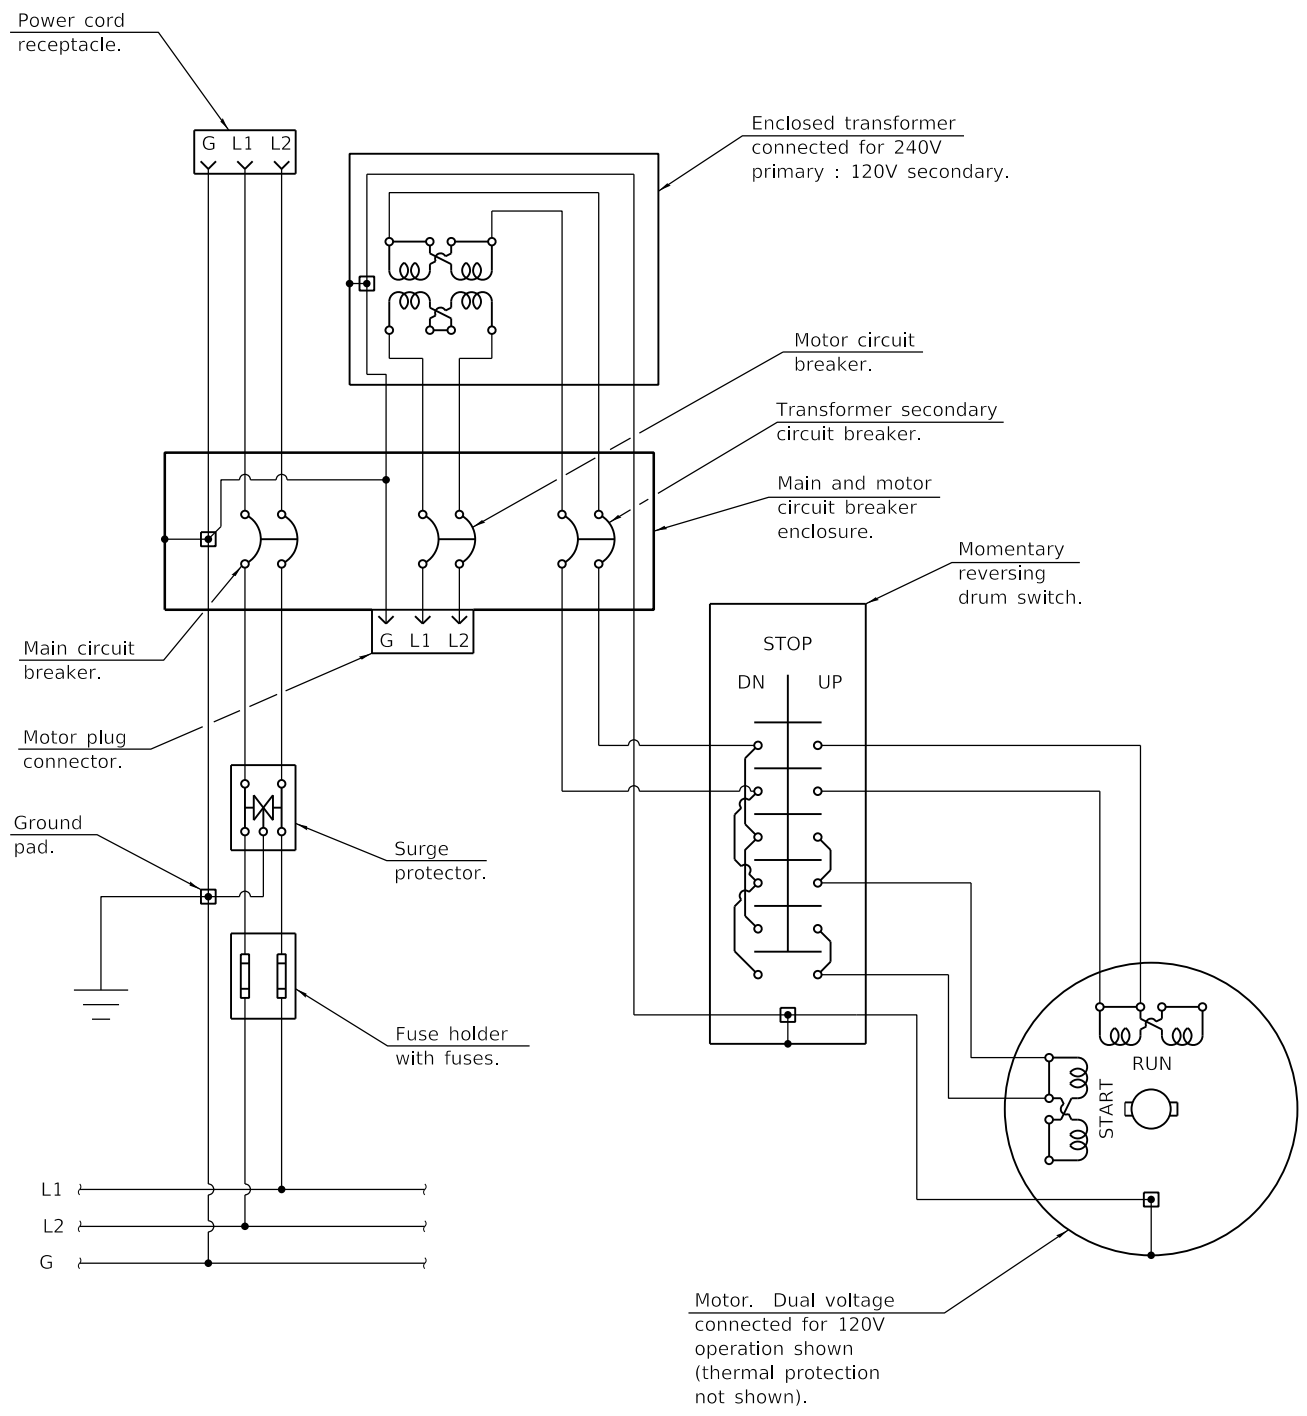 Power cord
receptacle.
G L1 L2
Enclosed transformer
connected for 240V
primary : 120V secondary.
Motor circuit
breaker.
Transformer secondary
circuit breaker.
Main and motor
circuit breaker
enclosure.
Momentary
reversing
drum switch.
G L1 L2
STOP
DN UP
Main circuit
breaker.
Motor plug
connector.
Ground
pad.
Surge
protector.
Fuse holder
with fuses.
RUN
START
L1
L2
G
Motor. Dual voltage
connected for 120V
operation shown
(thermal protection
not shown).